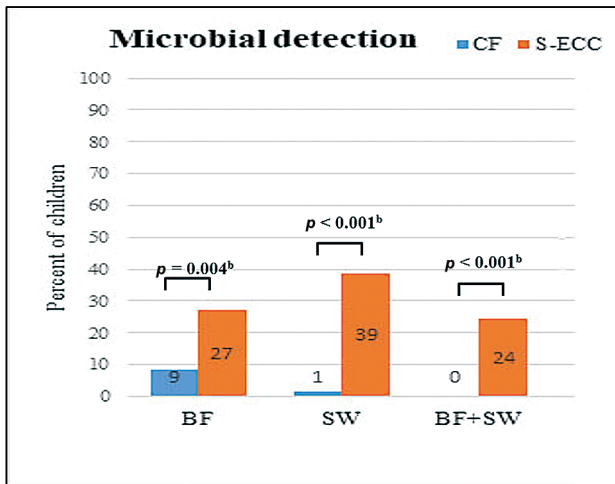 Microbial detection
CF S-ECC
Percent of children
100
90
80
70
60
50
40
30
20
10
0
p = 0.004ᵇ
p < 0.001ᵇ
p < 0.001ᵇ
9
27
1
39
0
24
BF
SW
BF+SW